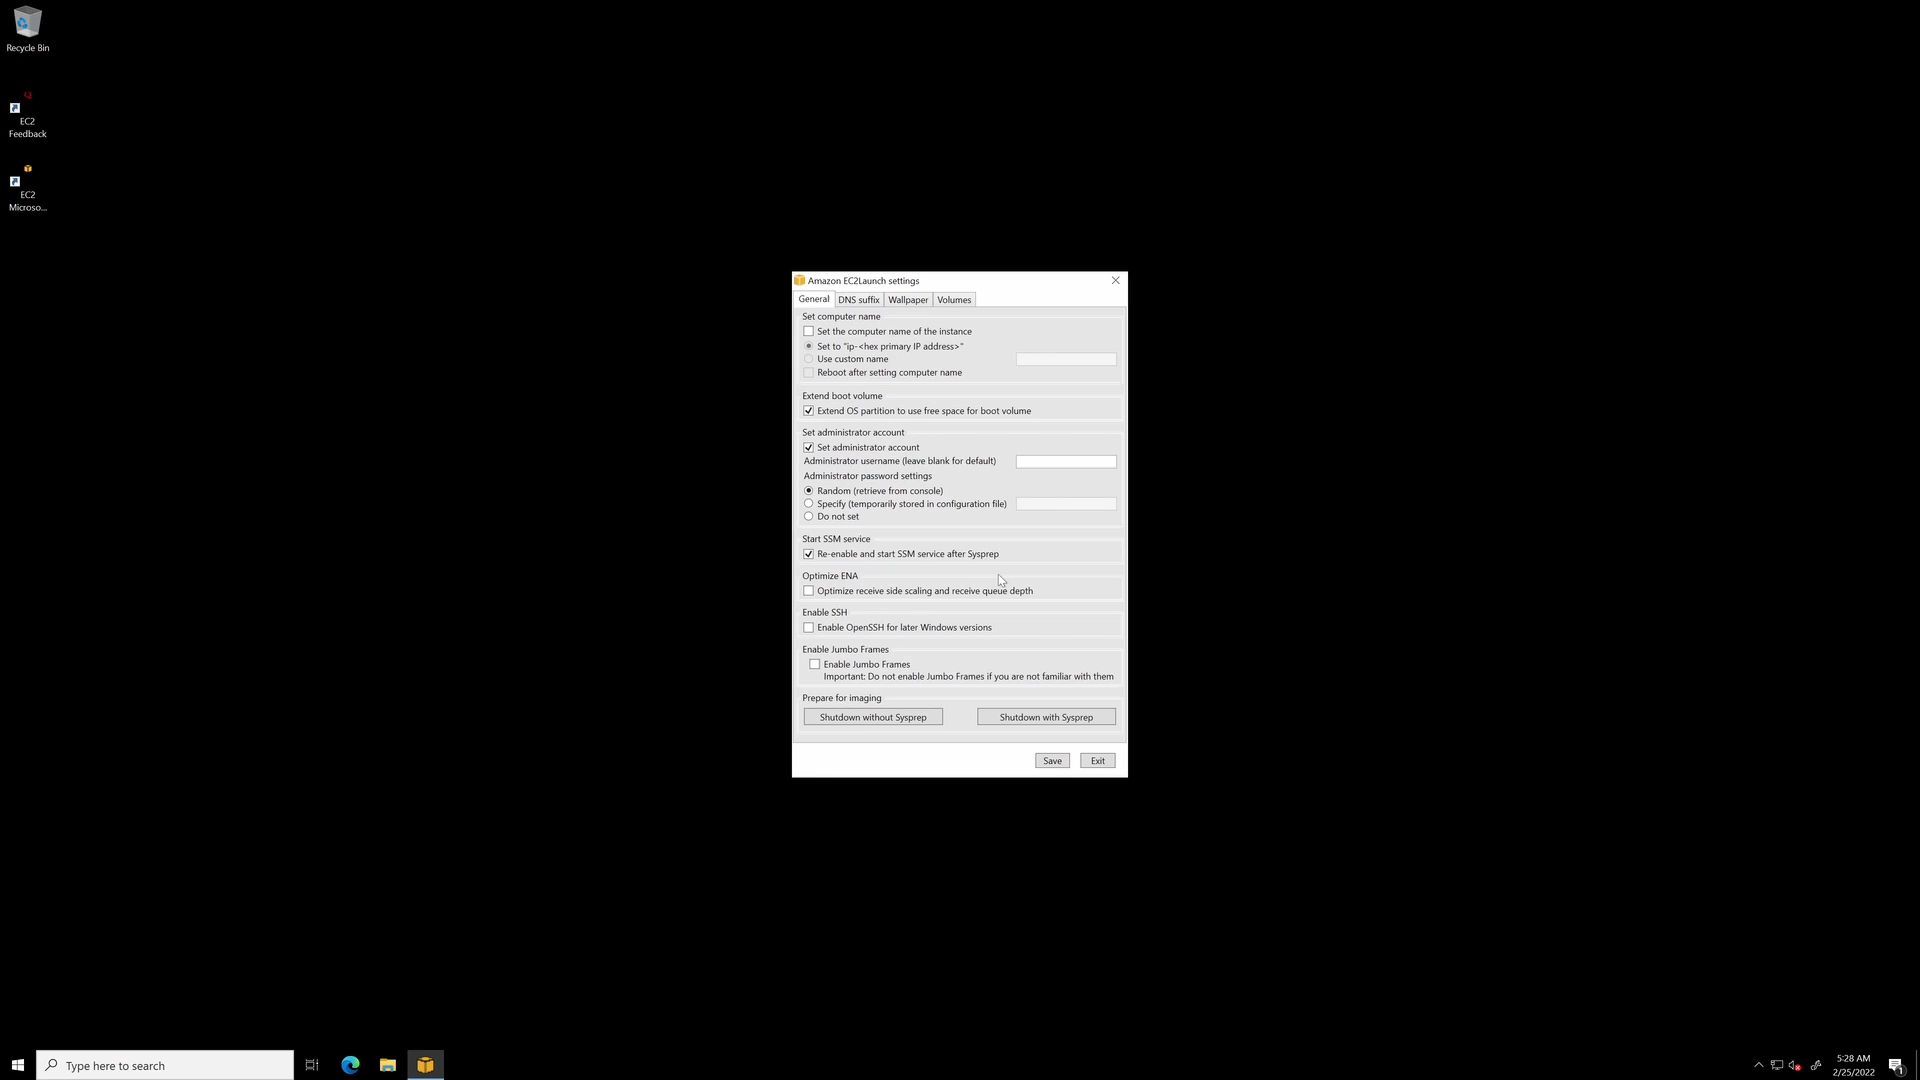 Recycle Bin
EC2
Feedback
EC2
Microso...
Amazon EC2Launch settings
General DNS suffix Wallpaper Volumes
Set computer name
Set the computer name of the instance
Set to "ip-<hex primary IP address>"
Use custom name
Reboot after setting computer name
Extend boot volume
Extend OS partition to use free space for boot volume
Set administrator account
Set administrator account
Administrator username (leave blank for default)
Administrator password settings
Random (retrieve from console)
Specify (temporarily stored in configuration file)
Do not set
Start SSM service
Re-enable and start SSM service after Sysprep
Optimize ENA
Optimize receive side scaling and receive queue depth
Enable SSH
Enable OpenSSH for later Windows versions
Enable Jumbo Frames
Enable Jumbo Frames
Important: Do not enable Jumbo Frames if you are not familiar with them
Prepare for imaging
Shutdown without Sysprep Shutdown with Sysprep
Save Exit
Type here to search
5:28 AM
2/25/2022
1